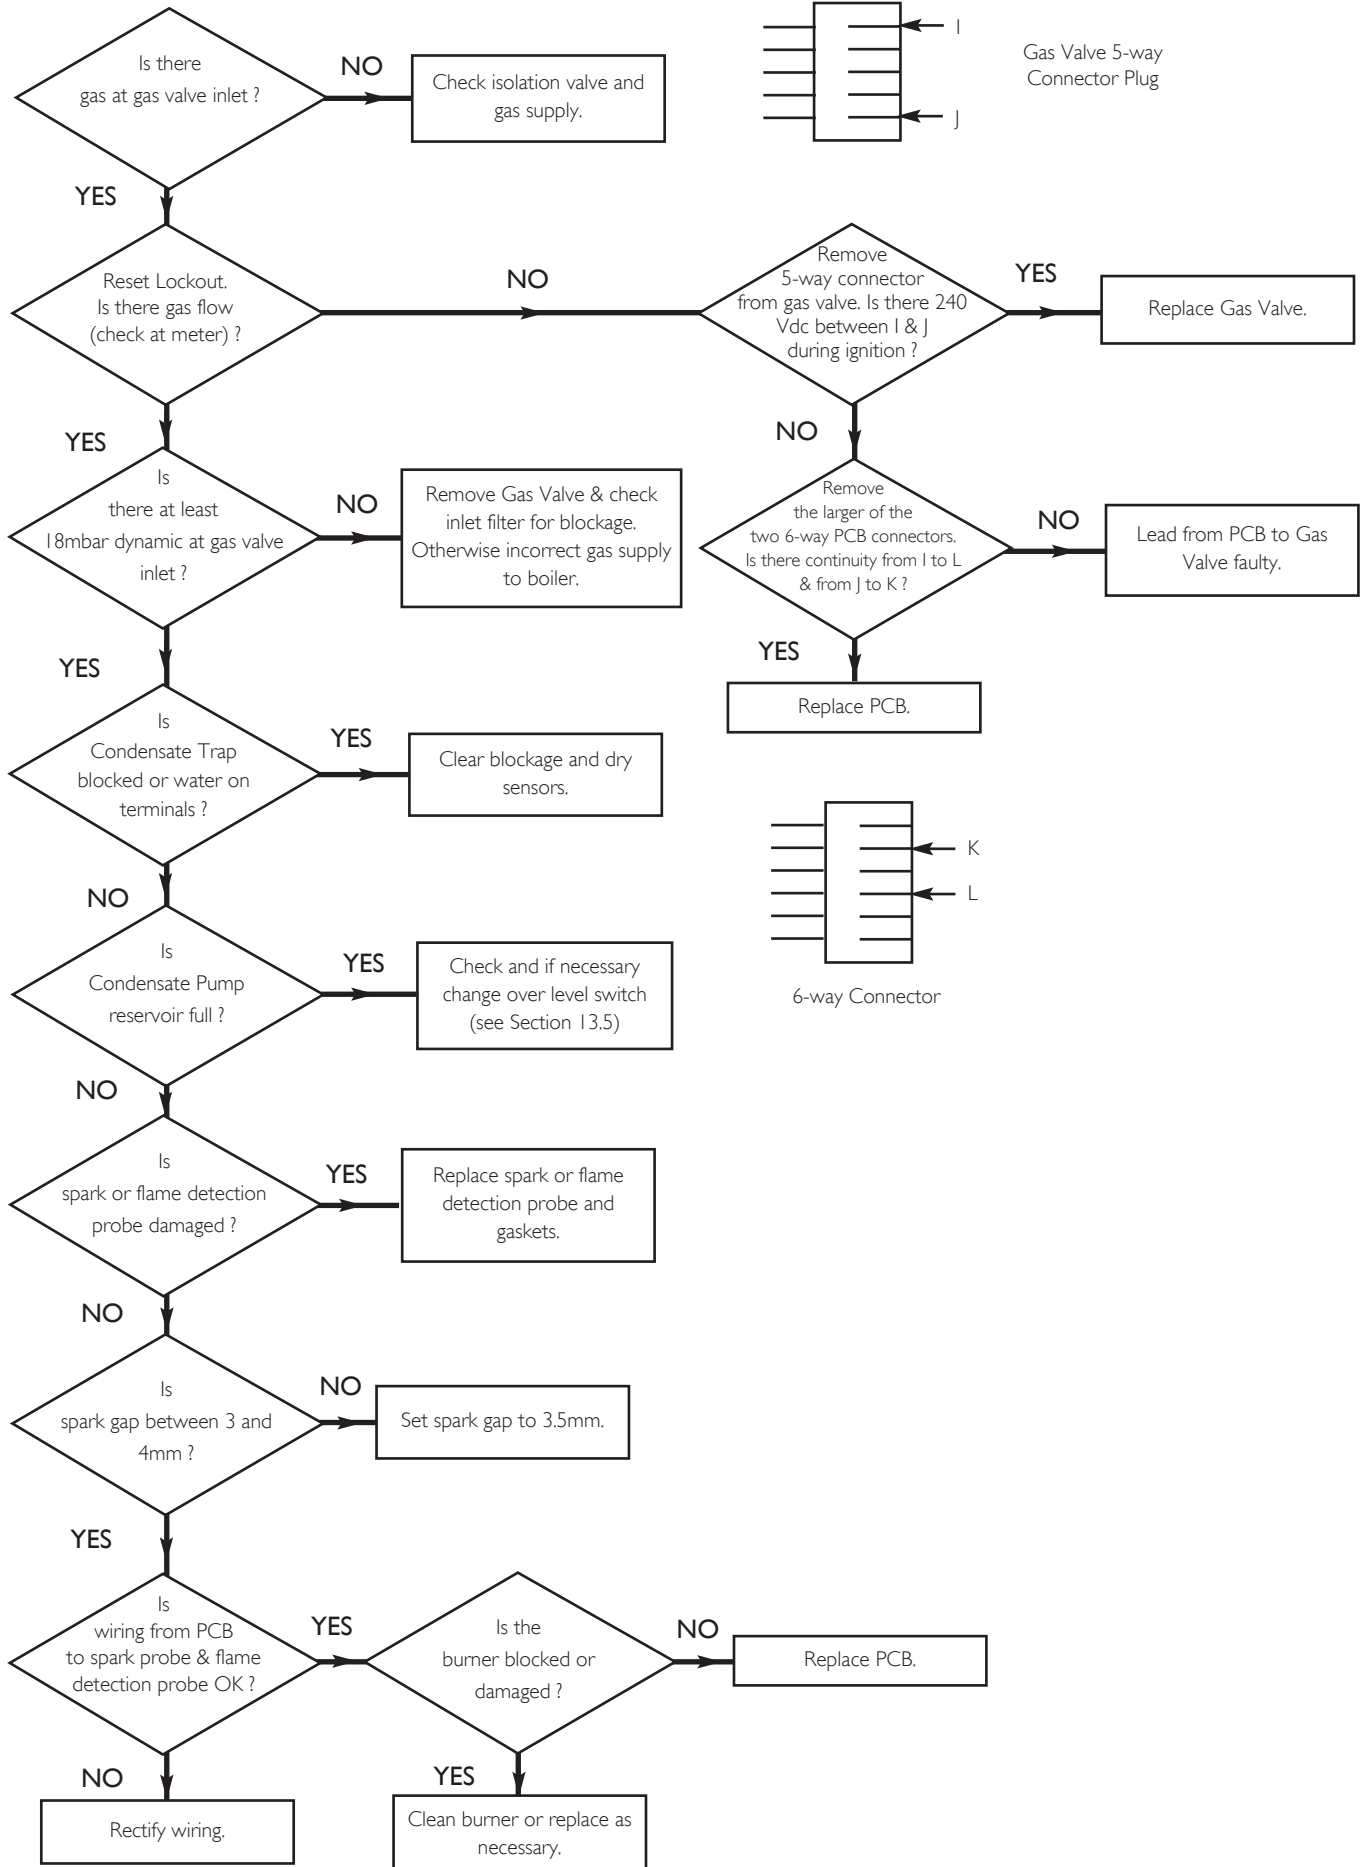 Is there
gas at gas valve inlet ?
NO
Check isolation valve and
gas supply.
I
J
Gas Valve 5-way
Connector Plug
YES
Reset Lockout.
Is there gas flow
(check at meter) ?
NO
Remove
5-way connector
from gas valve. Is there 240
Vdc between I & J
during ignition ?
YES
Replace Gas Valve.
YES
NO
Is
there at least
18mbar dynamic at gas valve
inlet ?
NO
Remove Gas Valve & check
inlet filter for blockage.
Otherwise incorrect gas supply
to boiler.
Remove
the larger of the
two 6-way PCB connectors.
Is there continuity from I to L
& from J to K ?
NO
Lead from PCB to Gas
Valve faulty.
YES
YES
Replace PCB.
Is
Condensate Trap
blocked or water on
terminals ?
YES
Clear blockage and dry
sensors.
K
L
6-way Connector
NO
Is
Condensate Pump
reservoir full ?
YES
Check and if necessary
change over level switch
(see Section 13.5)
NO
Is
spark or flame detection
probe damaged ?
YES
Replace spark or flame
detection probe and
gaskets.
NO
Is
spark gap between 3 and
4mm ?
NO
Set spark gap to 3.5mm.
YES
Is
wiring from PCB
to spark probe & flame
detection probe OK ?
YES
Is the
burner blocked or
damaged ?
NO
Replace PCB.
NO
Rectify wiring.
YES
Clean burner or replace as
necessary.